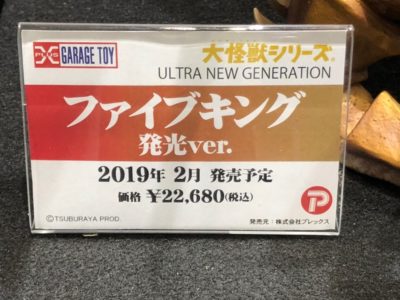 X PLUS GARAGE TOY
大怪獣シリーズ®
ULTRA NEW GENERATION
ファイブキング
発光ver.
2019年 2月 発売予定
価格 ¥22,680(税込)
©TSUBURAYA PROD.
発売元:株式会社プレックス